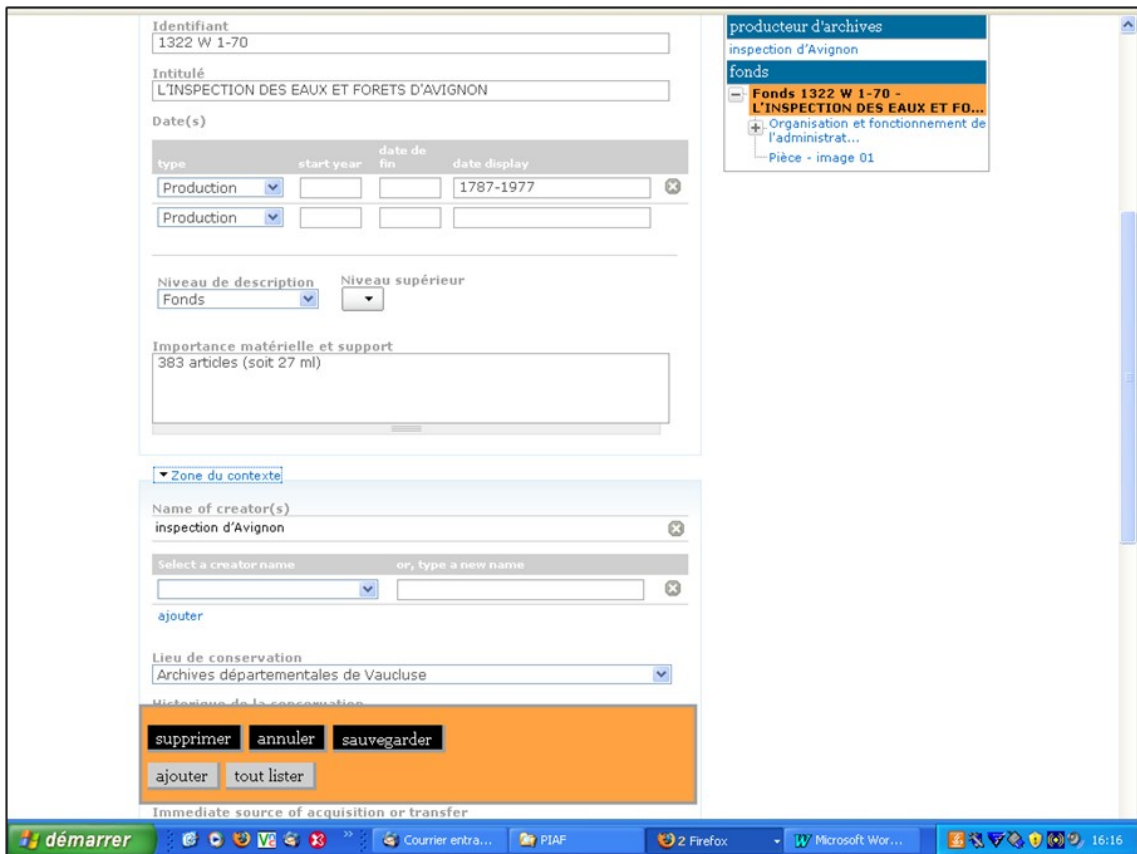 Identifiant
1322 W 1-70
Intitulé
L'INSPECTION DES EAUX ET FORETS D'AVIGNON
Date(s)
type start year date de fin date display
Production 1787-1977
Production
Niveau de description Niveau supérieur
Fonds
Importance matérielle et support
383 articles (soit 27 ml)
Zone du contexte
Name of creator(s)
inspection d'Avignon
Select a creator name or, type a new name
ajouter
Lieu de conservation
Archives départementales de Vaucluse
Historique de la conservation
supprimer annuler sauvegarder
ajouter tout lister
Immediate source of acquisition or transfer
producteur d'archives
inspection d'Avignon
fonds
Fonds 1322 W 1-70 -
L'INSPECTION DES EAUX ET FO...
Organisation et fonctionnement de
l'administrat...
Pièce - image 01
démarrer Courrier entra... PIAF 2 Firefox Microsoft Wor... 16:16